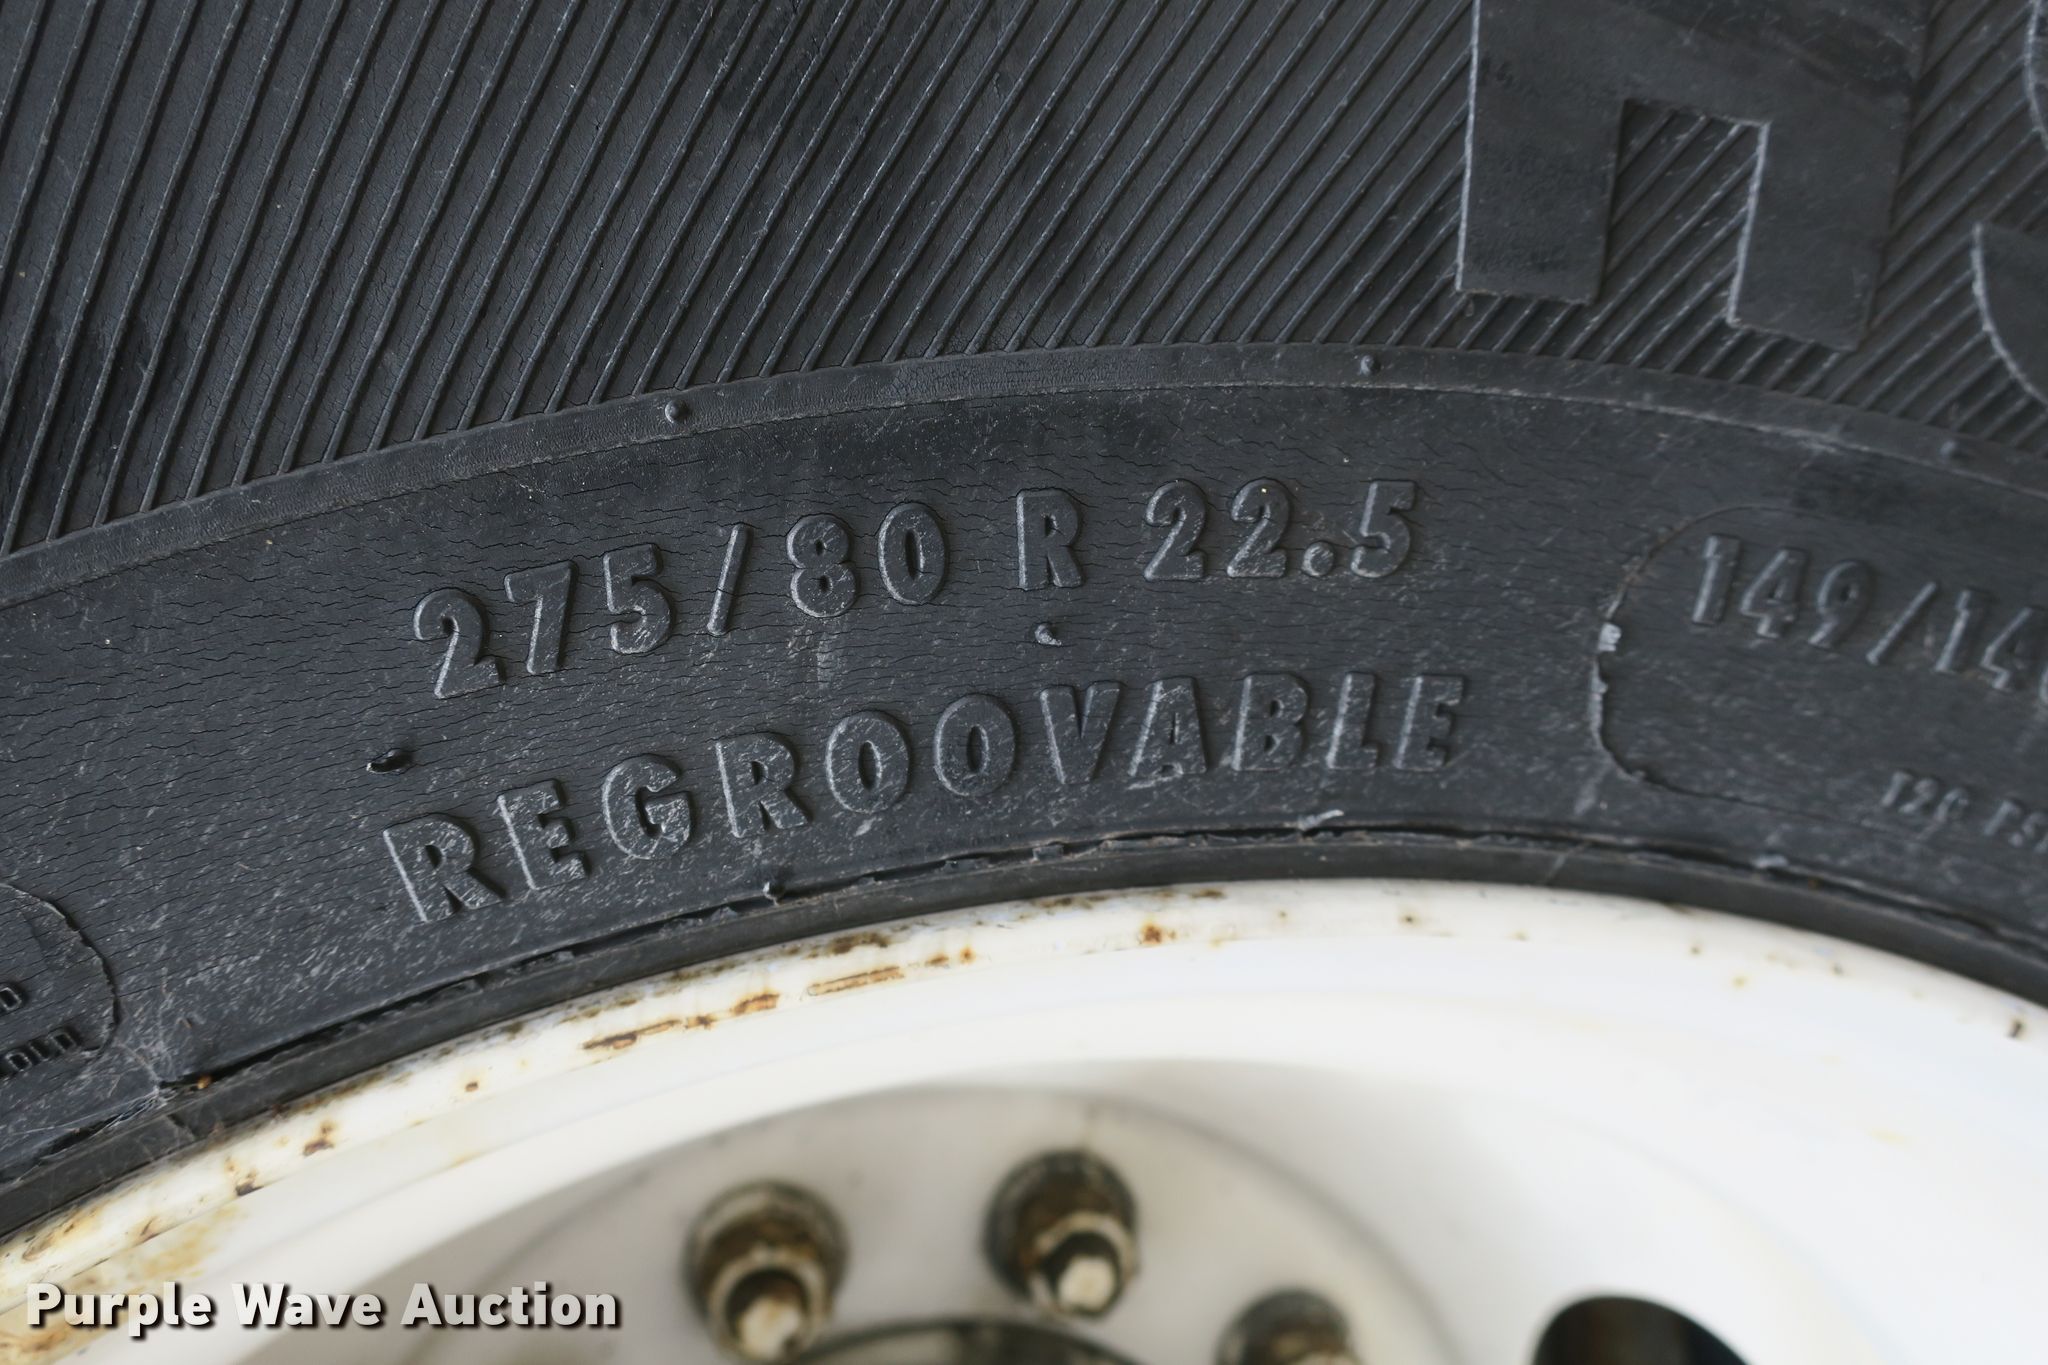 275/80 R 22.5
REGROOVABLE
Purple Wave Auction